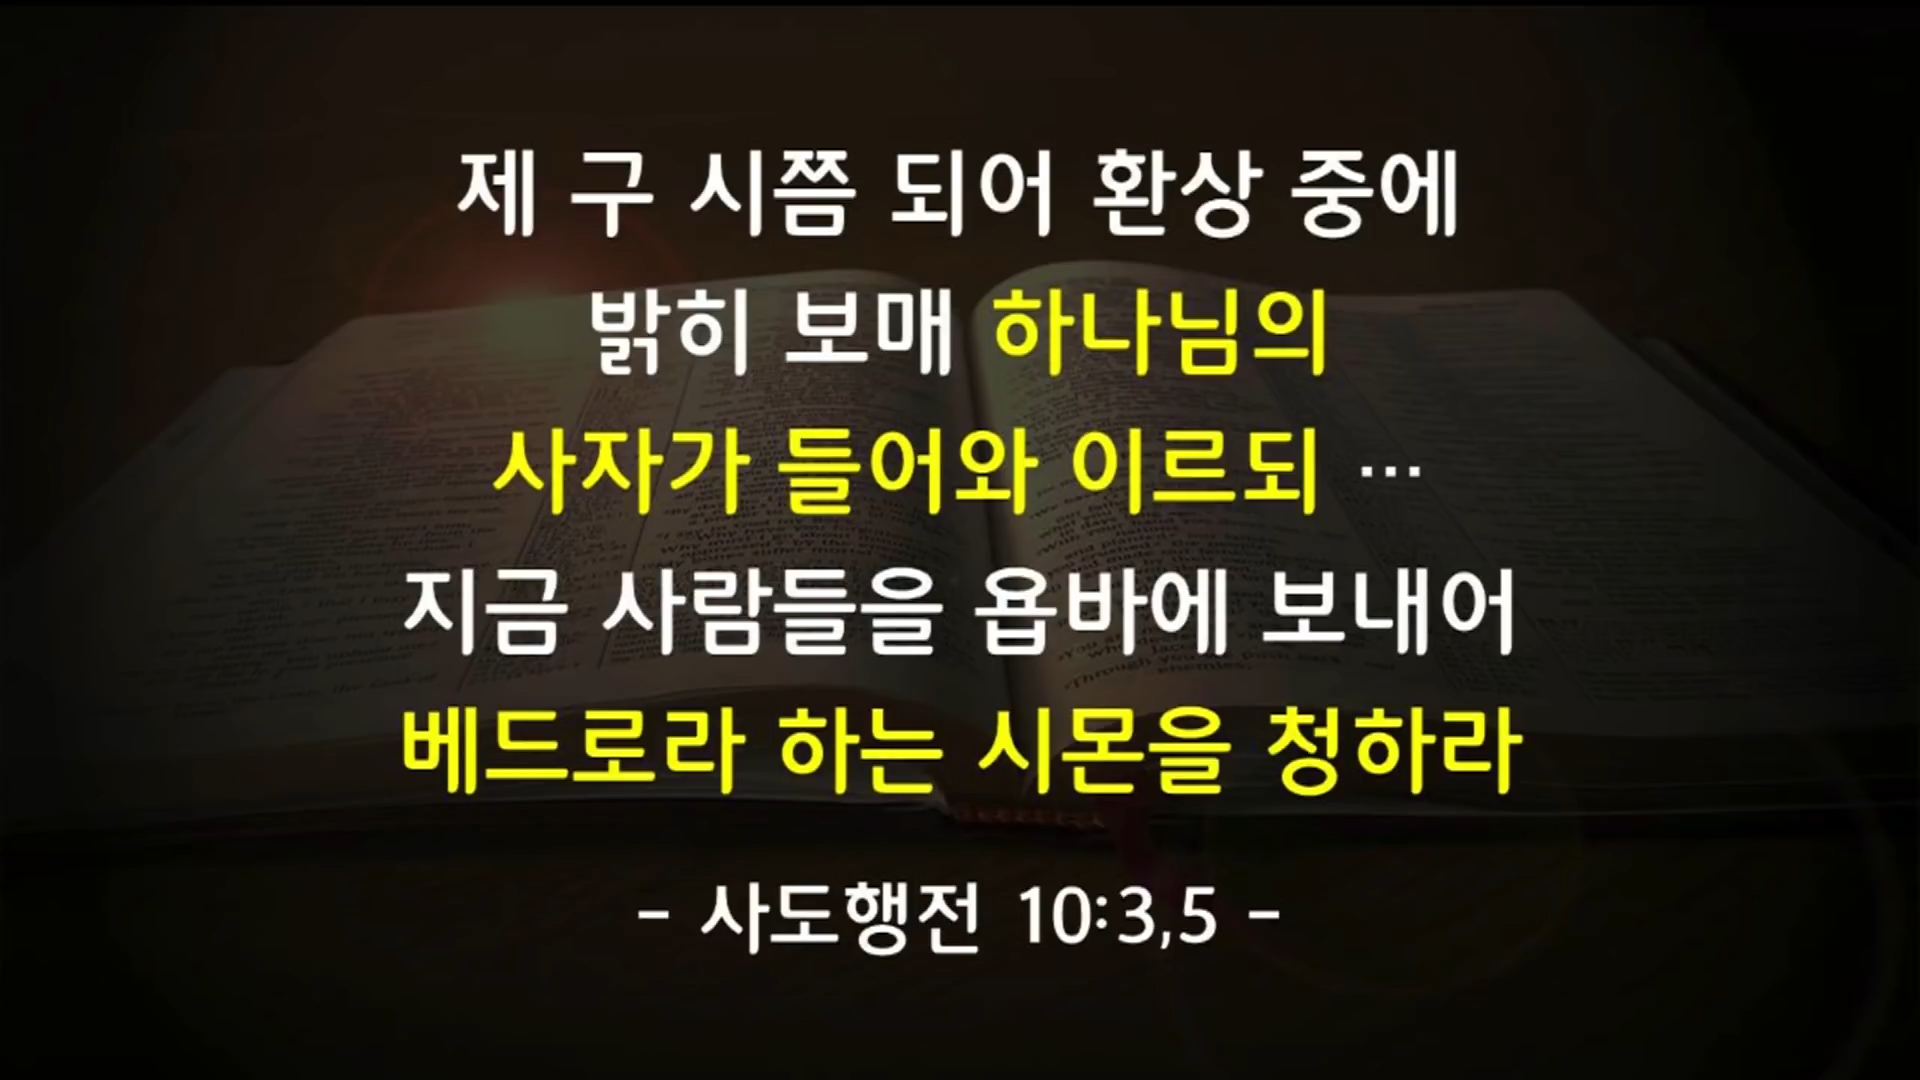 제 구 시쯤 되어 환상 중에
밝히 보매 하나님의
사자가 들어와 이르되 …
지금 사람들을 욥바에 보내어
베드로라 하는 시몬을 청하라
- 사도행전 10:3,5 -